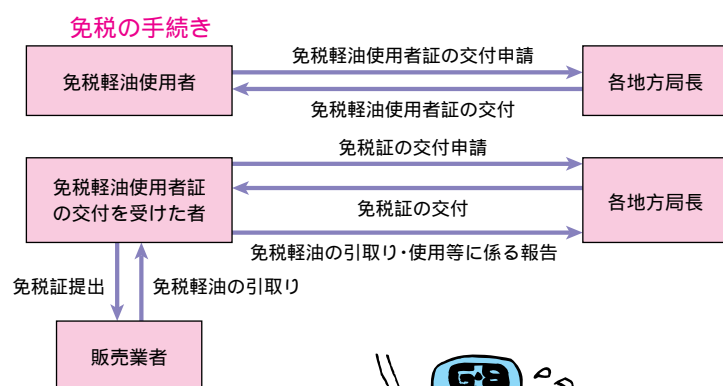 免税の手続き
免税軽油使用者証の交付申請
免税軽油使用者
各地方局長
免税軽油使用者証の交付
免税証の交付申請
免税軽油使用者証
の交付を受けた者
各地方局長
免税証の交付
免税軽油の引取り・使用等に係る報告
免税証提出
免税軽油の引取り
販売業者